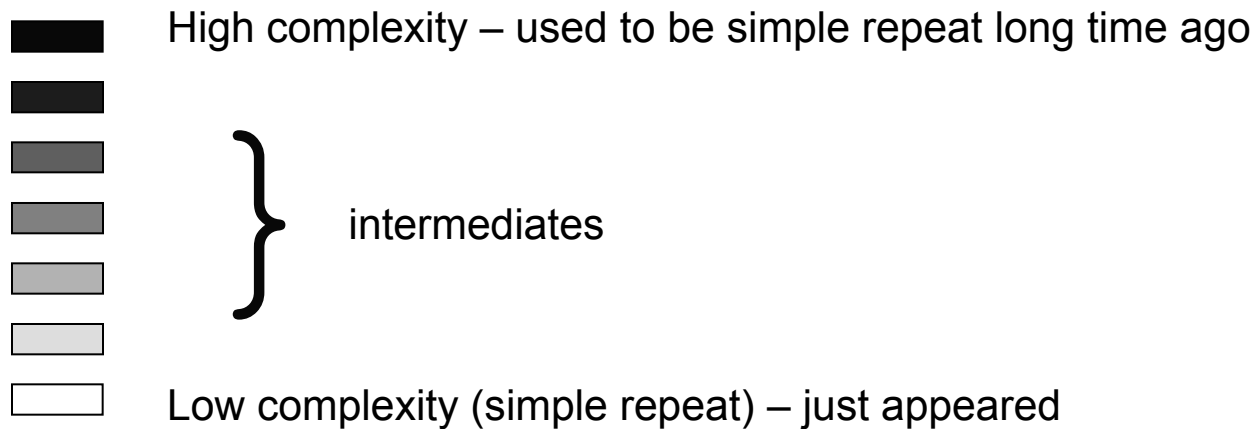 High complexity – used to be simple repeat long time ago
intermediates
Low complexity (simple repeat) – just appeared